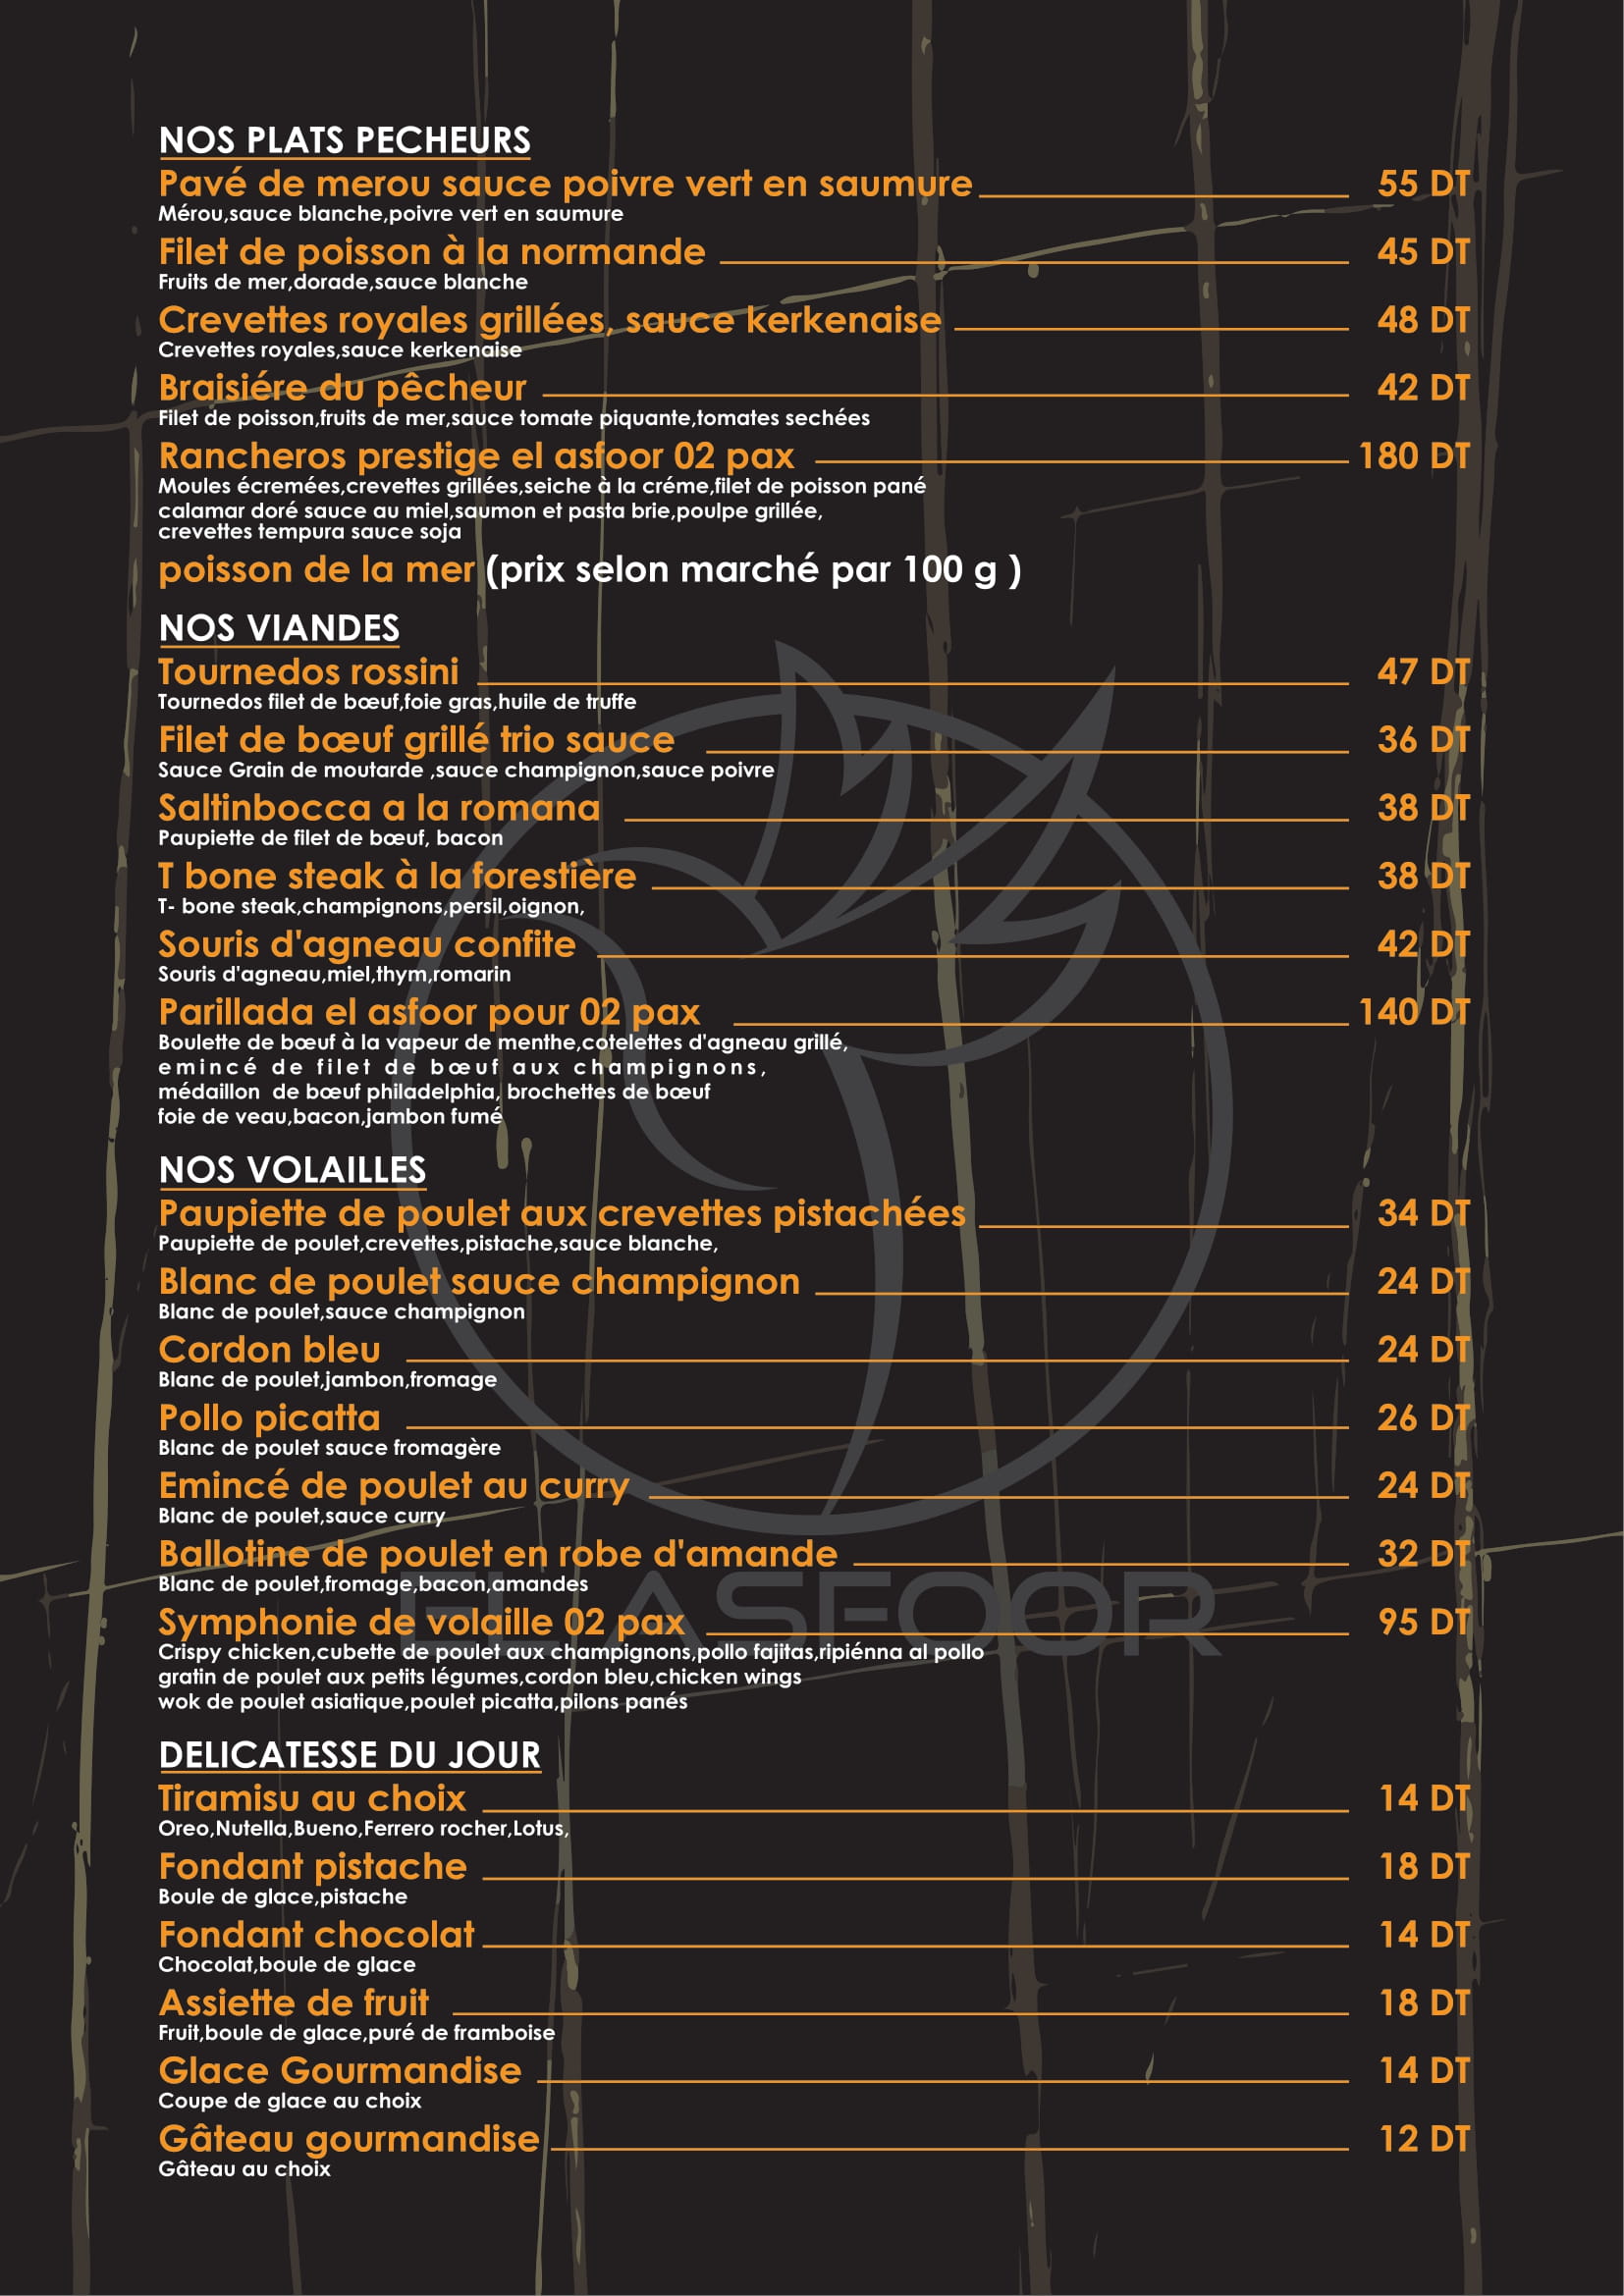 NOS PLATS PECHEURS
Pavé de merou sauce poivre vert en saumure 55 DT
Mérou,sauce blanche,poivre vert en saumure
Filet de poisson à la normande 45 DT
Fruits de mer,dorade,sauce blanche
Crevettes royales grillées, sauce kerkenaise 48 DT
Crevettes royales,sauce kerkenaise
Braisiére du pêcheur 42 DT
Filet de poisson,fruits de mer,sauce tomate piquante,tomates sechées
Rancheros prestige el asfoor 02 pax 180 DT
Moules écremées,crevettes grillées,seiche à la créme,filet de poisson pané
calamar doré sauce au miel,saumon et pasta brie,poulpe grillée,
crevettes tempura sauce soja
poisson de la mer (prix selon marché par 100 g )
NOS VIANDES
Tournedos rossini 47 DT
Tournedos filet de bœuf,foie gras,huile de truffe
Filet de bœuf grillé trio sauce 36 DT
Sauce Grain de moutarde ,sauce champignon,sauce poivre
Saltinbocca a la romana 38 DT
Paupiette de filet de bœuf, bacon
T bone steak à la forestière 38 DT
T- bone steak,champignons,persil,oignon,
Souris d'agneau confite 42 DT
Souris d'agneau,miel,thym,romarin
Parillada el asfoor pour 02 pax 140 DT
Boulette de bœuf à la vapeur de menthe,cotelettes d'agneau grillé,
emincé de filet de bœuf aux champignons,
médaillon de bœuf philadelphia, brochettes de bœuf
foie de veau,bacon,jambon fumé
NOS VOLAILLES
Paupiette de poulet aux crevettes pistachées 34 DT
Paupiette de poulet,crevettes,pistache,sauce blanche,
Blanc de poulet sauce champignon 24 DT
Blanc de poulet,sauce champignon
Cordon bleu 24 DT
Blanc de poulet,jambon,fromage
Pollo picatta 26 DT
Blanc de poulet sauce fromagère
Emincé de poulet au curry 24 DT
Blanc de poulet,sauce curry
Ballotine de poulet en robe d'amande 32 DT
Blanc de poulet,fromage,bacon,amandes
EL ASFOOR
Symphonie de volaille 02 pax 95 DT
Crispy chicken,cubette de poulet aux champignons,pollo fajitas,ripiénna al pollo
gratin de poulet aux petits légumes,cordon bleu,chicken wings
wok de poulet asiatique,poulet picatta,pilons panés
DELICATESSE DU JOUR
Tiramisu au choix 14 DT
Oreo,Nutella,Bueno,Ferrero rocher,Lotus,
Fondant pistache 18 DT
Boule de glace,pistache
Fondant chocolat 14 DT
Chocolat,boule de glace
Assiette de fruit 18 DT
Fruit,boule de glace,puré de framboise
Glace Gourmandise 14 DT
Coupe de glace au choix
Gâteau gourmandise 12 DT
Gâteau au choix